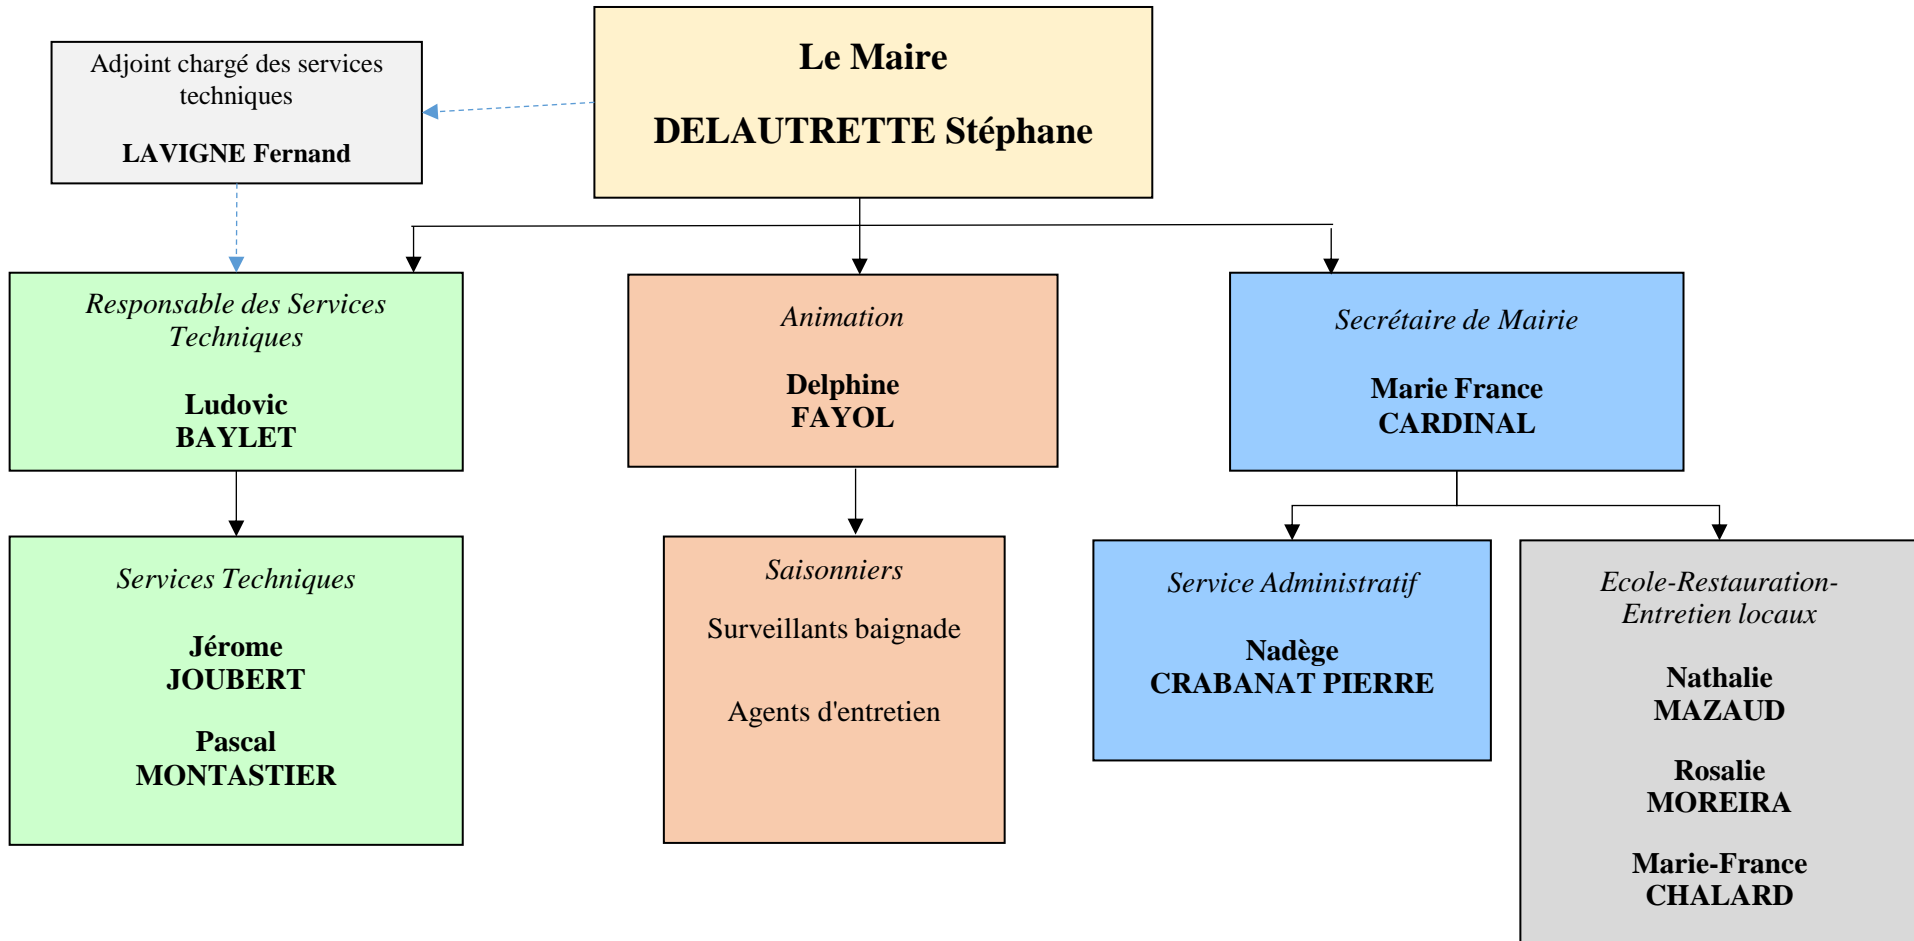 Le Maire
DELAUTRETTE Stéphane
Adjoint chargé des services
techniques
LAVIGNE Fernand
Responsable des Services
Techniques
Ludovic
BAYLET
Animation
Delphine
FAYOL
Secrétaire de Mairie
Marie France
CARDINAL
Services Techniques
Jérome
JOUBERT
Pascal
MONTASTIER
Saisonniers
Surveillants baignade
Agents d'entretien
Service Administratif
Nadège
CRABANAT PIERRE
Ecole-Restauration-
Entretien locaux
Nathalie
MAZAUD
Rosalie
MOREIRA
Marie-France
CHALARD